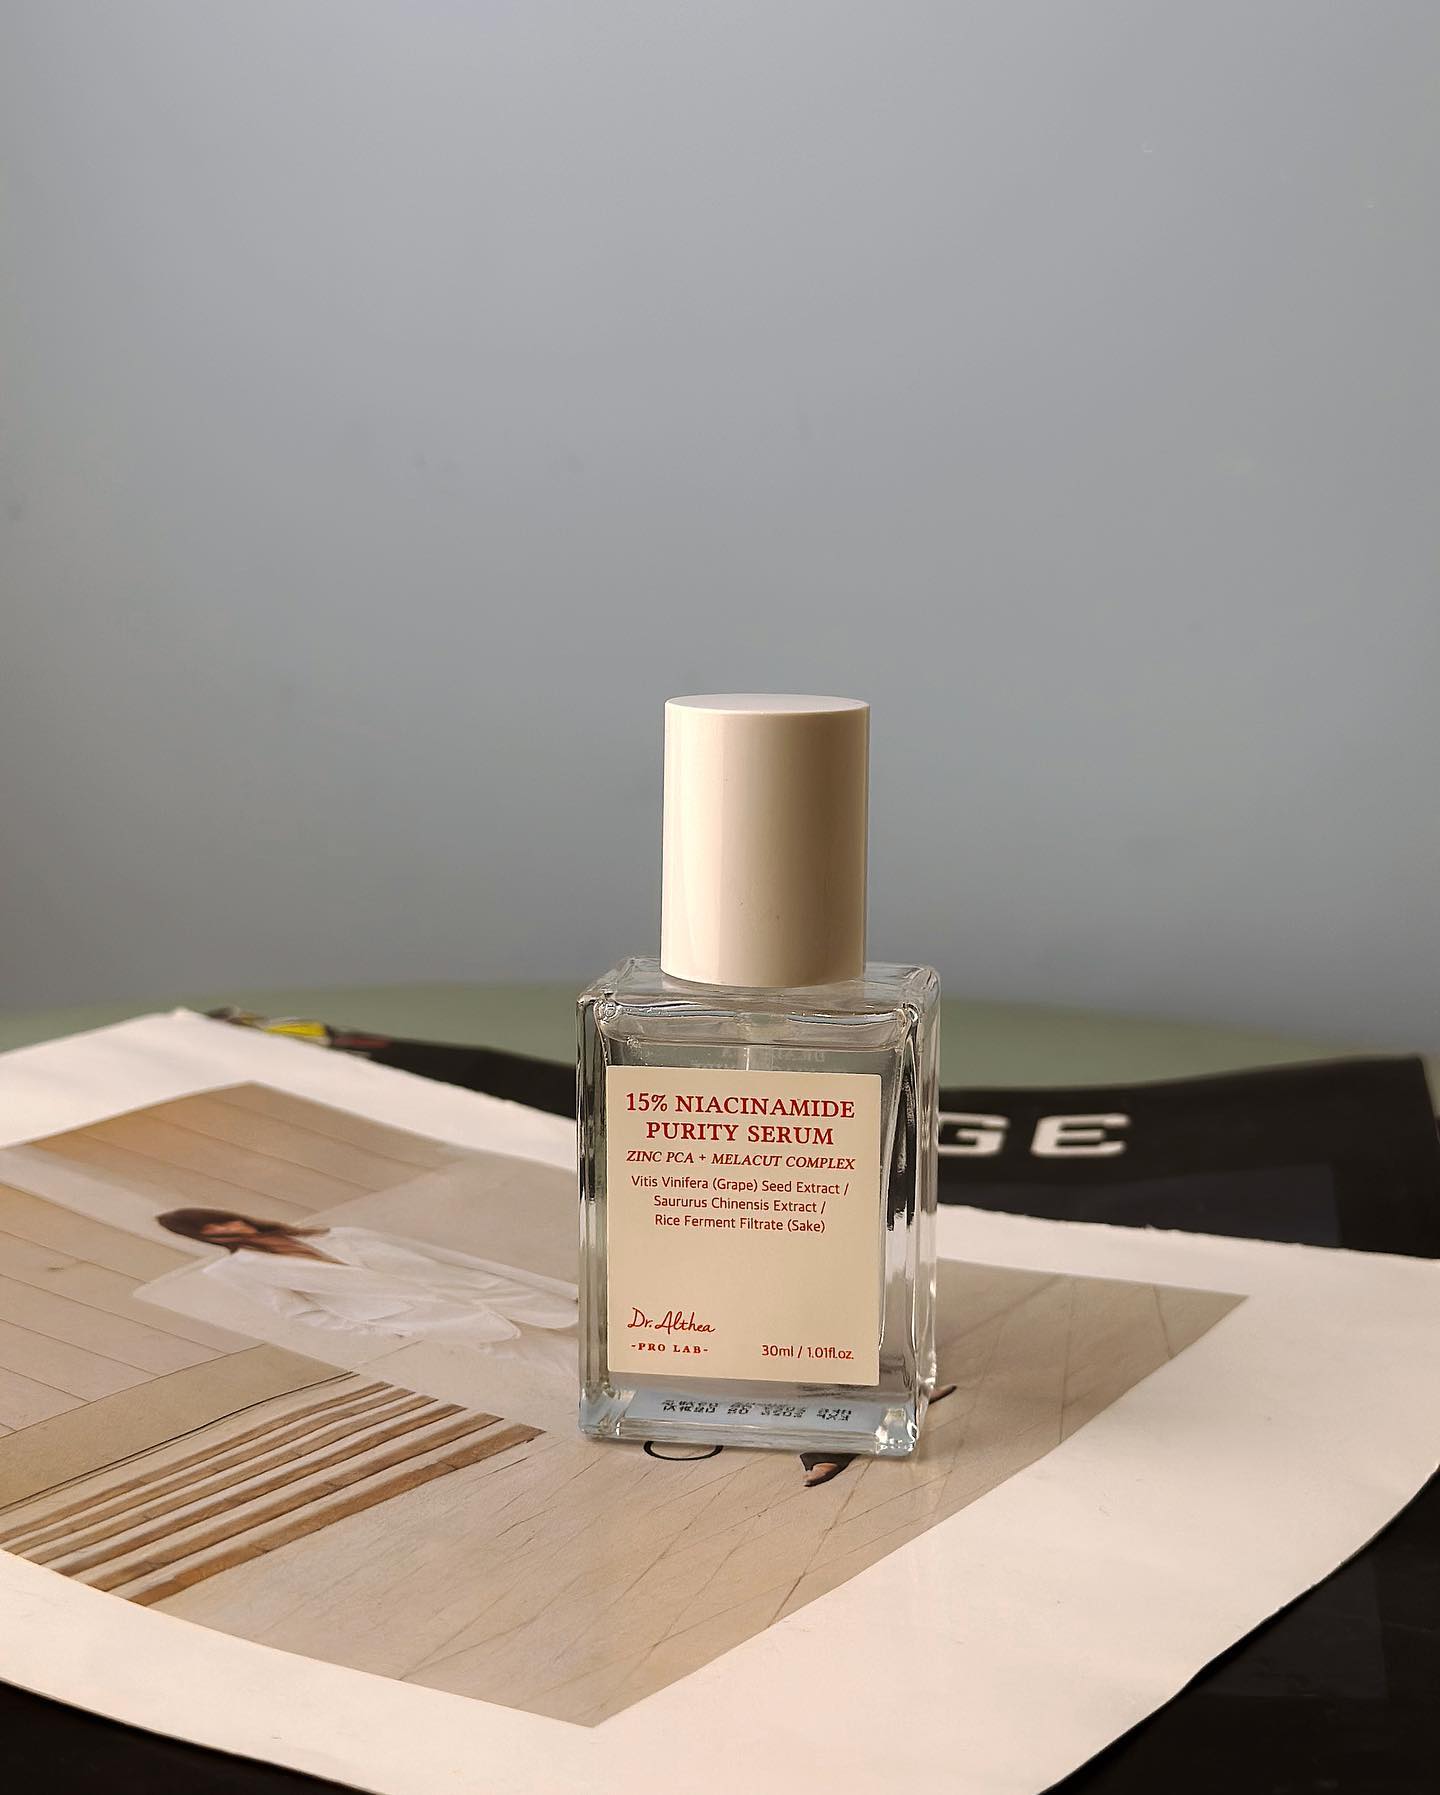 GE
15% NIACINAMIDE
PURITY SERUM
ZINC PCA + MELACUT COMPLEX
Vitis Vinifera (Grape) Seed Extract /
Saururus Chinensis Extract /
Rice Ferment Filtrate (Sake)
Dr. Althea
-PRO LAB-
30ml / 1.01fl.oz.